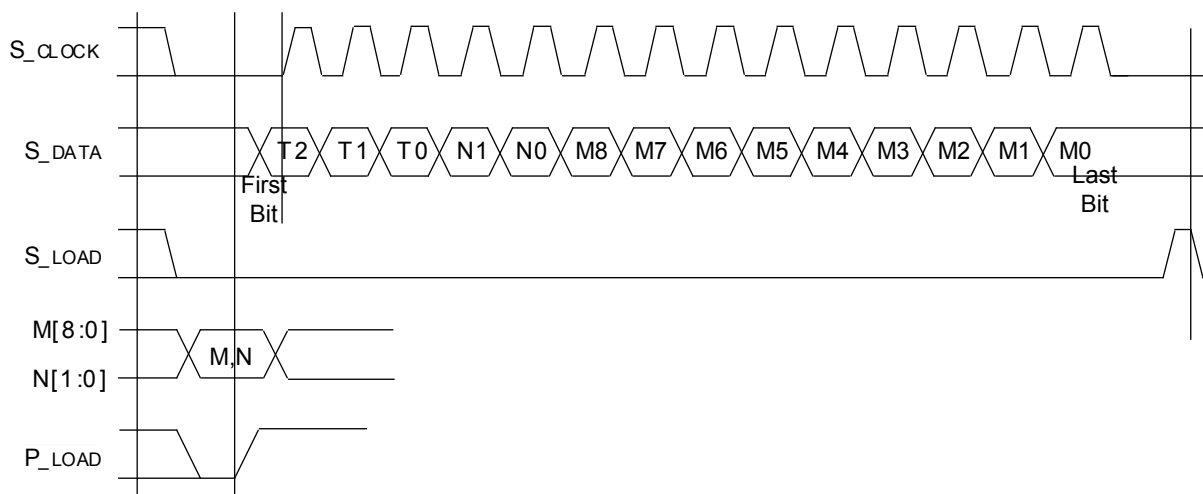 S_CLOCK
S_DATA
T2 T1 T0 N1 N0 M8 M7 M6 M5 M4 M3 M2 M1 M0
First
Bit
Last
Bit
S_LOAD
M[8:0]
M,N
N[1:0]
P_LOAD